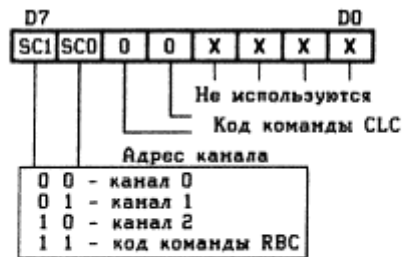 D7 D0
SC1 SC0 0 0 X X X X
Не используются
Код команды CLC
Адрес канала
0 0 - канал 0
0 1 - канал 1
1 0 - канал 2
1 1 - код команды RBC